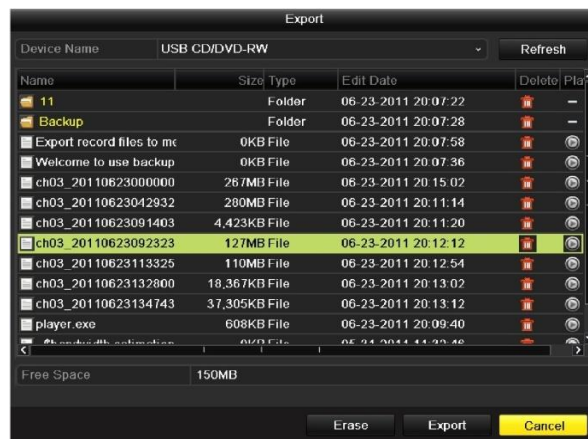 Export
Device Name USB CD/DVD-RW Refresh
Name Size Type Edit Date Delete Pla
11 Folder 06-23-2011 20:07:22 –
Backup Folder 06-23-2011 20:07:28 –
Export record files to me 0KB File 06-23-2011 20:07:58
Welcome to use backup 0KB File 06-23-2011 20:07:36
ch03_20110623000000 267MB File 06-23-2011 20:15:02
ch03_20110623042932 280MB File 06-23-2011 20:11:14
ch03_20110623091403 4,423KB File 06-23-2011 20:11:20
ch03_20110623092323 127MB File 06-23-2011 20:12:12
ch03_20110623113325 110MB File 06-23-2011 20:12:54
ch03_20110623132800 18,367KB File 06-23-2011 20:13:02
ch03_20110623134743 37,305KB File 06-23-2011 20:13:12
player.exe 608KB File 06-23-2011 20:09:40
Free Space 150MB
Erase Export Cancel